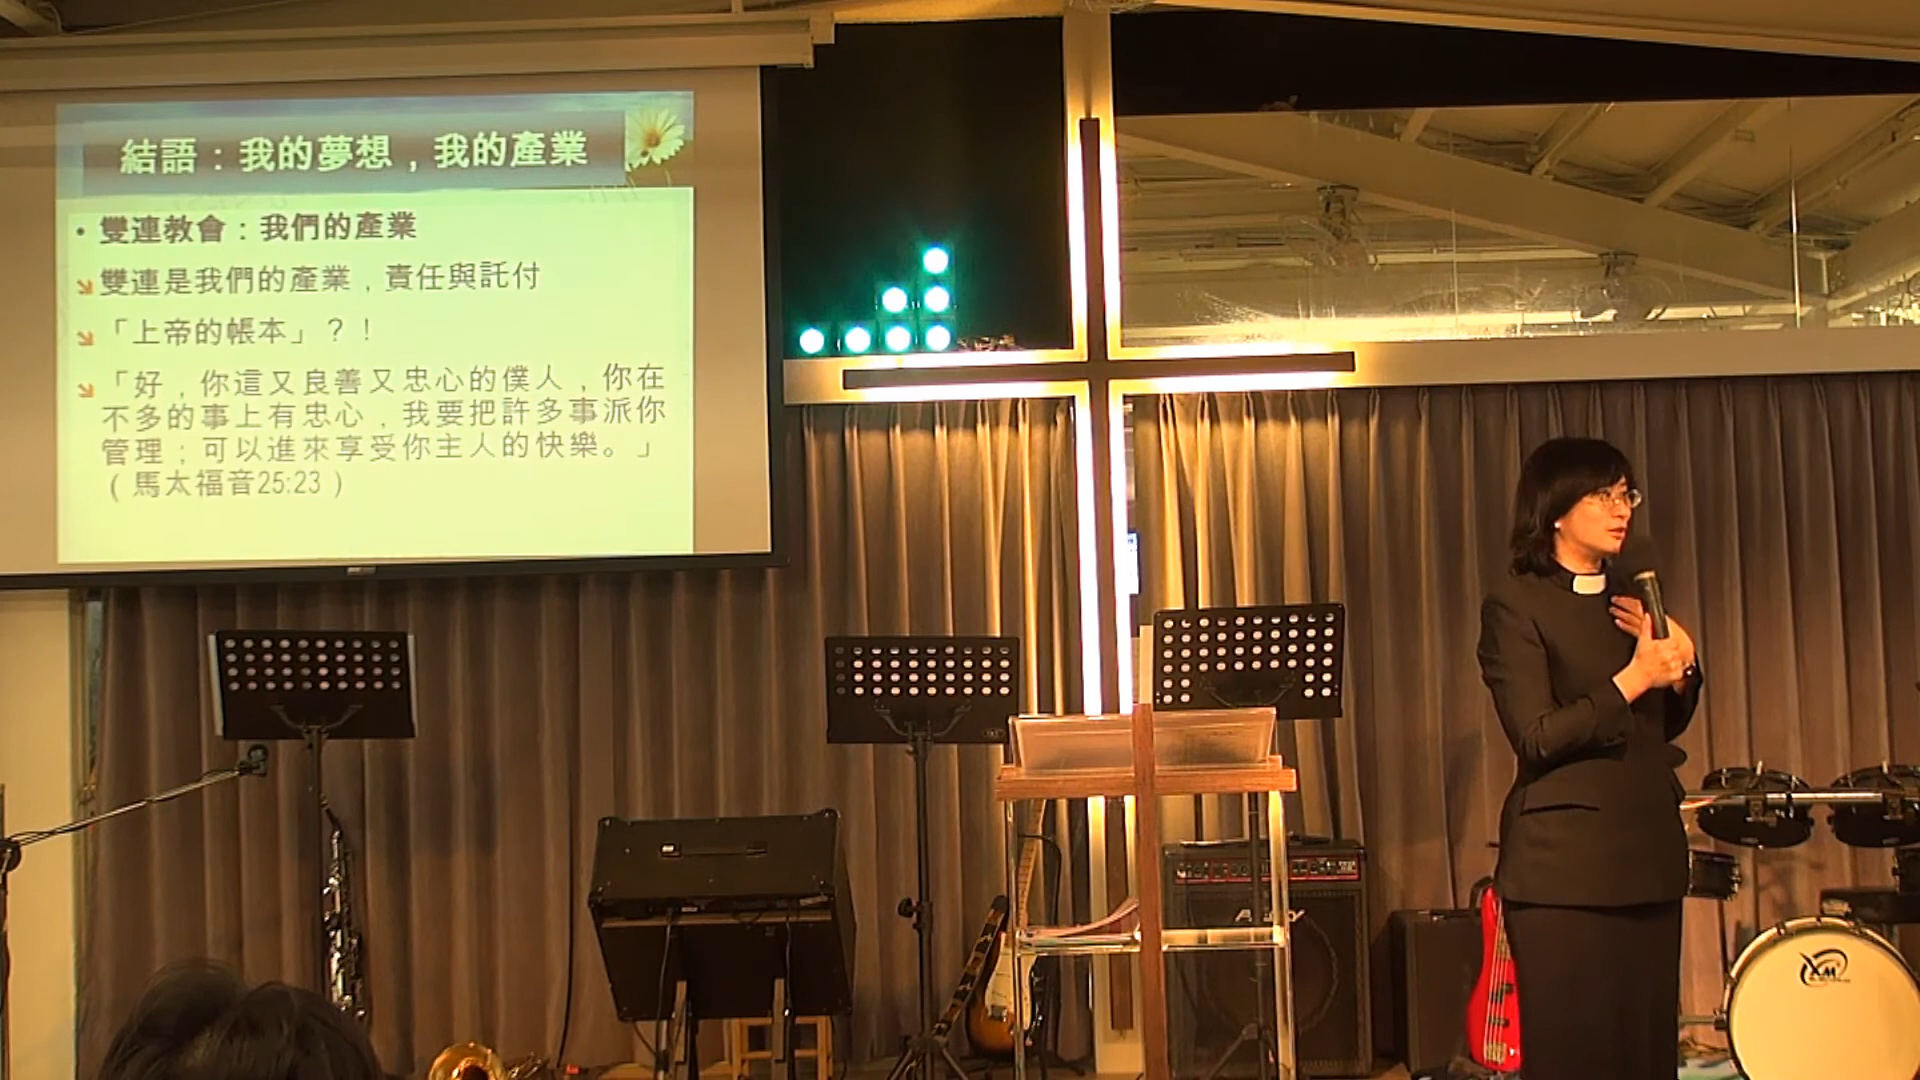 結語：我的夢想，我的產業
• 雙連教會：我們的產業
雙連是我們的產業，責任與託付
「上帝的帳本」？！
「好，你這又良善又忠心的僕人，你在
不多的事上有忠心，我要把許多事派你
管理；可以進來享受你主人的快樂。」
（馬太福音25:23）